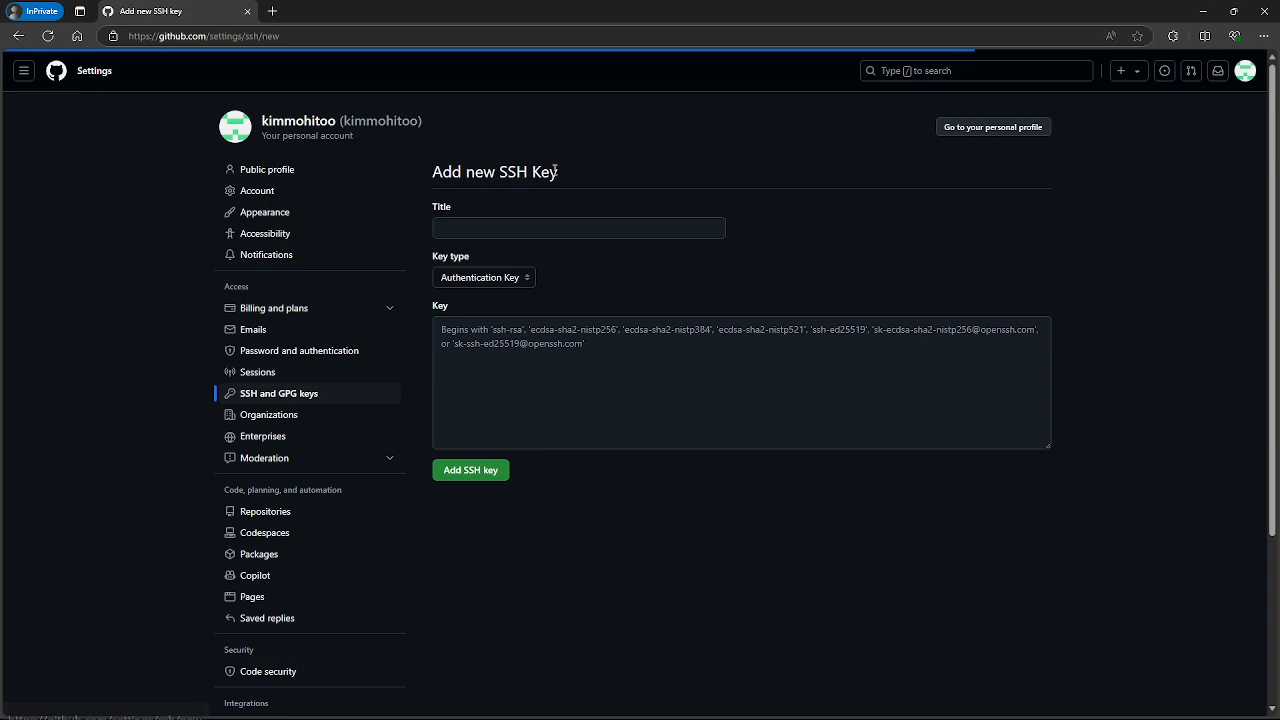 InPrivate
Add new SSH key
https://github.com/settings/ssh/new
Settings
Type / to search
kimmohitoo (kimmohitoo)
Your personal account
Go to your personal profile
Public profile
Account
Appearance
Accessibility
Notifications
Access
Billing and plans
Emails
Password and authentication
Sessions
SSH and GPG keys
Organizations
Enterprises
Moderation
Code, planning, and automation
Repositories
Codespaces
Packages
Copilot
Pages
Saved replies
Security
Code security
Integrations
Add new SSH Key
Title
Key type
Authentication Key
Key
Begins with 'ssh-rsa', 'ecdsa-sha2-nistp256', 'ecdsa-sha2-nistp384', 'ecdsa-sha2-nistp521', 'ssh-ed25519', 'sk-ecdsa-sha2-nistp256@openssh.com',
or 'sk-ssh-ed25519@openssh.com'
Add SSH key